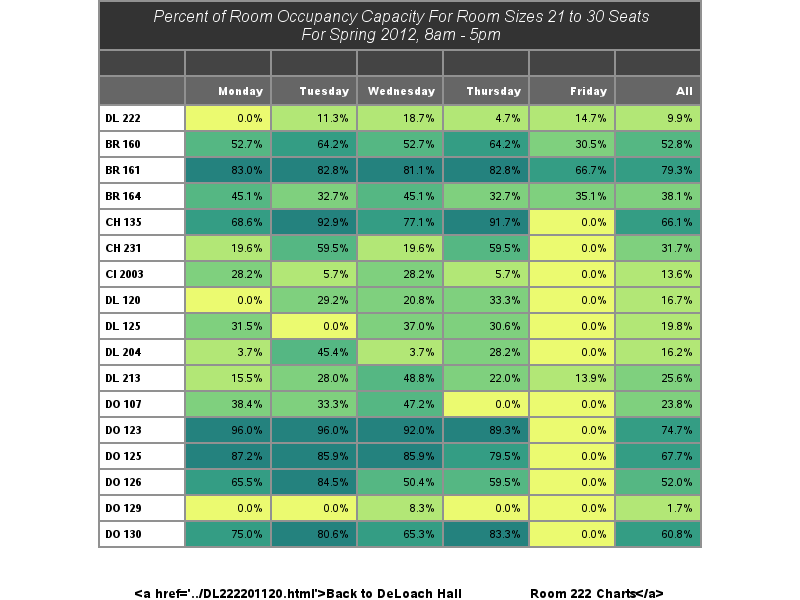 Percent of Room Occupancy Capacity For Room Sizes 21 to 30 Seats
For Spring 2012, 8am - 5pm
Monday Tuesday Wednesday Thursday Friday All
DL 222 0.0% 11.3% 18.7% 4.7% 14.7% 9.9%
BR 160 52.7% 64.2% 52.7% 64.2% 30.5% 52.8%
BR 161 83.0% 82.8% 81.1% 82.8% 66.7% 79.3%
BR 164 45.1% 32.7% 45.1% 32.7% 35.1% 38.1%
CH 135 68.6% 92.9% 77.1% 91.7% 0.0% 66.1%
CH 231 19.6% 59.5% 19.6% 59.5% 0.0% 31.7%
CI 2003 28.2% 5.7% 28.2% 5.7% 0.0% 13.6%
DL 120 0.0% 29.2% 20.8% 33.3% 0.0% 16.7%
DL 125 31.5% 0.0% 37.0% 30.6% 0.0% 19.8%
DL 204 3.7% 45.4% 3.7% 28.2% 0.0% 16.2%
DL 213 15.5% 28.0% 48.8% 22.0% 13.9% 25.6%
DO 107 38.4% 33.3% 47.2% 0.0% 0.0% 23.8%
DO 123 96.0% 96.0% 92.0% 89.3% 0.0% 74.7%
DO 125 87.2% 85.9% 85.9% 79.5% 0.0% 67.7%
DO 126 65.5% 84.5% 50.4% 59.5% 0.0% 52.0%
DO 129 0.0% 0.0% 8.3% 0.0% 0.0% 1.7%
DO 130 75.0% 80.6% 65.3% 83.3% 0.0% 60.8%
<a href='../DL222201120.html'>Back to DeLoach Hall Room 222 Charts</a>